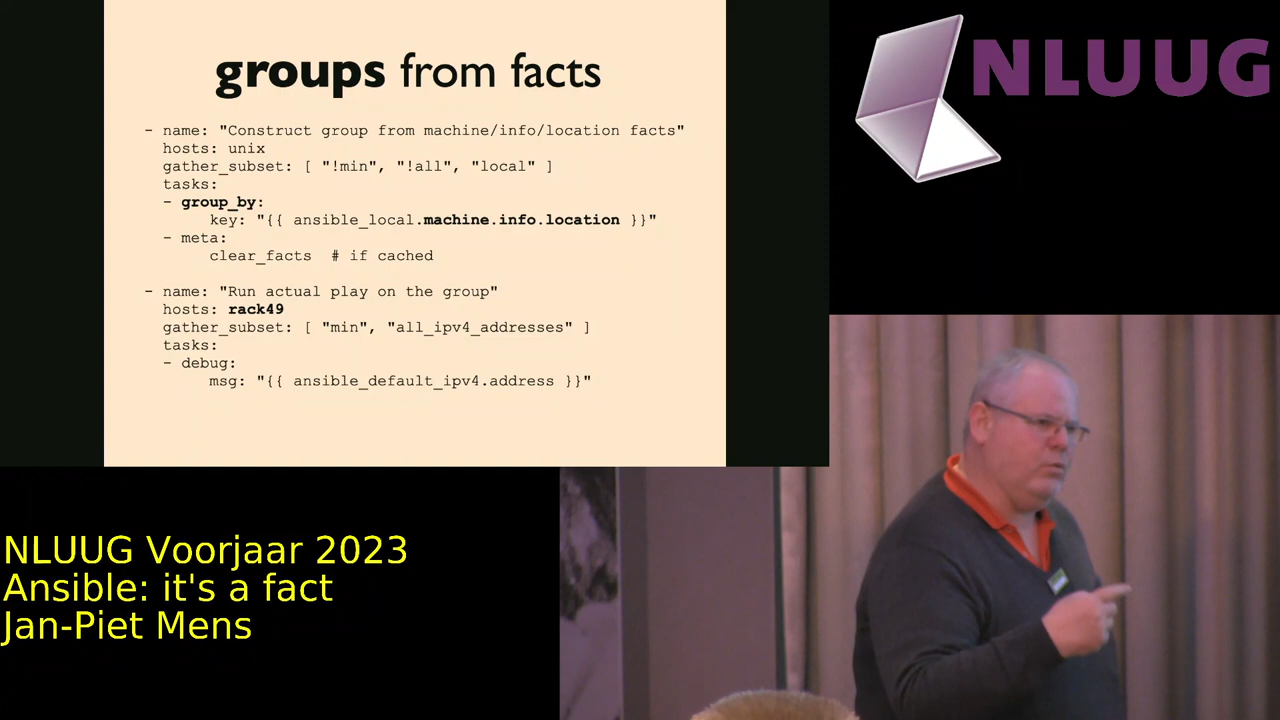 groups from facts
- name: "Construct group from machine/info/location facts"
hosts: unix
gather_subset: [ "!min", "!all", "local" ]
tasks:
- group_by:
key: "{{ ansible_local.machine.info.location }}"
- meta:
clear_facts # if cached
- name: "Run actual play on the group"
hosts: rack49
gather_subset: [ "min", "all_ipv4_addresses" ]
tasks:
- debug:
msg: "{{ ansible_default_ipv4.address }}"
NLUUG
NLUUG Voorjaar 2023
Ansible: it's a fact
Jan-Piet Mens